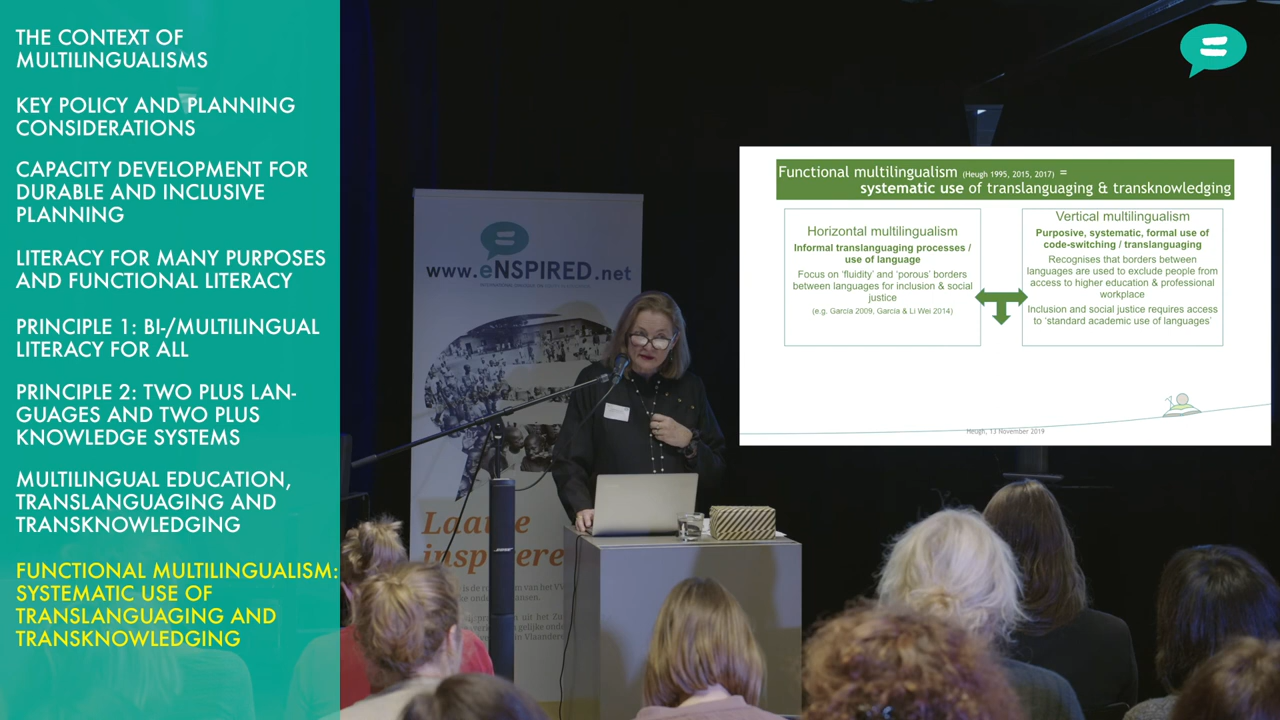 THE CONTEXT OF
MULTILINGUALISMS
KEY POLICY AND PLANNING
CONSIDERATIONS
CAPACITY DEVELOPMENT FOR
DURABLE AND INCLUSIVE
PLANNING
LITERACY FOR MANY PURPOSES
AND FUNCTIONAL LITERACY
PRINCIPLE 1: BI-/MULTILINGUAL
LITERACY FOR ALL
PRINCIPLE 2: TWO PLUS LAN-
GUAGES AND TWO PLUS
KNOWLEDGE SYSTEMS
MULTILINGUAL EDUCATION,
TRANSLANGUAGING AND
TRANSKNOWLEDGING
FUNCTIONAL MULTILINGUALISM:
SYSTEMATIC USE OF
TRANSLANGUAGING AND
TRANSKNOWLEDGING
www.eNSPIRED.net
Functional multilingualism (Heugh 1995, 2015, 2017) =
systematic use of translanguaging & transknowledging
Horizontal multilingualism
Informal translanguaging processes /
use of language
Focus on 'fluidity' and 'porous' borders
between languages for inclusion & social
justice
(e.g. García 2009, García & Li Wei 2014)
Vertical multilingualism
Purposive, systematic, formal use of
code-switching / translanguaging
Recognises that borders between
languages are used to exclude people from
access to higher education & professional
workplace
Inclusion and social justice requires access
to 'standard academic use of languages'
Heugh, 13 November 2019